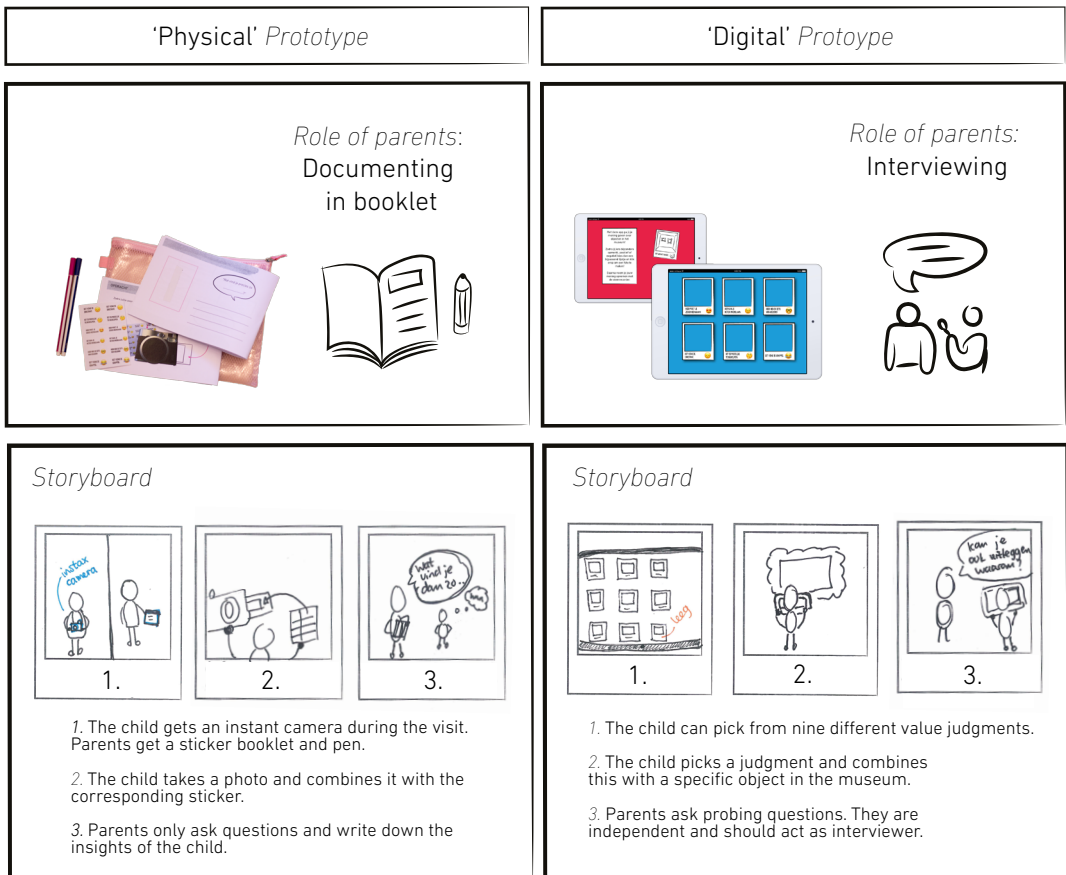 'Physical' Prototype
'Digital' Protoype
Role of parents:
Documenting
in booklet
Role of parents:
Interviewing
Storyboard
instax
camera
wat
vind je
dan zo..
1.
2.
3.
1. The child gets an instant camera during the visit.
Parents get a sticker booklet and pen.
2. The child takes a photo and combines it with the
corresponding sticker.
3. Parents only ask questions and write down the
insights of the child.
Storyboard
leeg
kan je
ook uitleggen
waarom?
1.
2.
3.
1. The child can pick from nine different value judgments.
2. The child picks a judgment and combines
this with a specific object in the museum.
3. Parents ask probing questions. They are
independent and should act as interviewer.